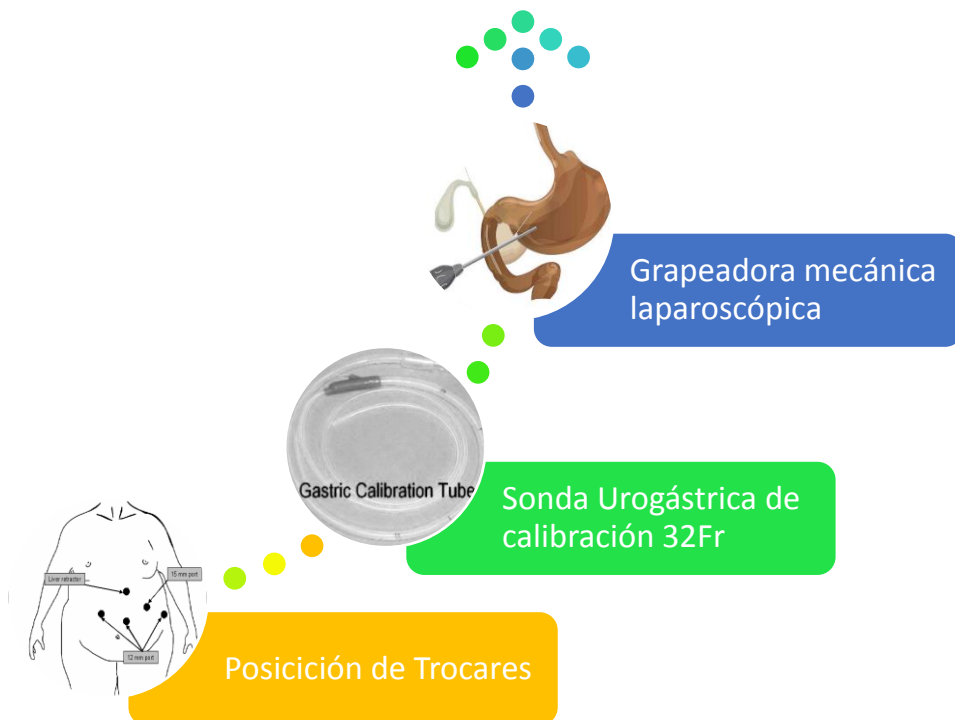 Grapeadora mecánica
laparoscópica
Gastric Calibration Tube
Sonda Urogástrica de
calibración 32Fr
Liver retractor
15 mm port
12 mm port
Posicición de Trocares